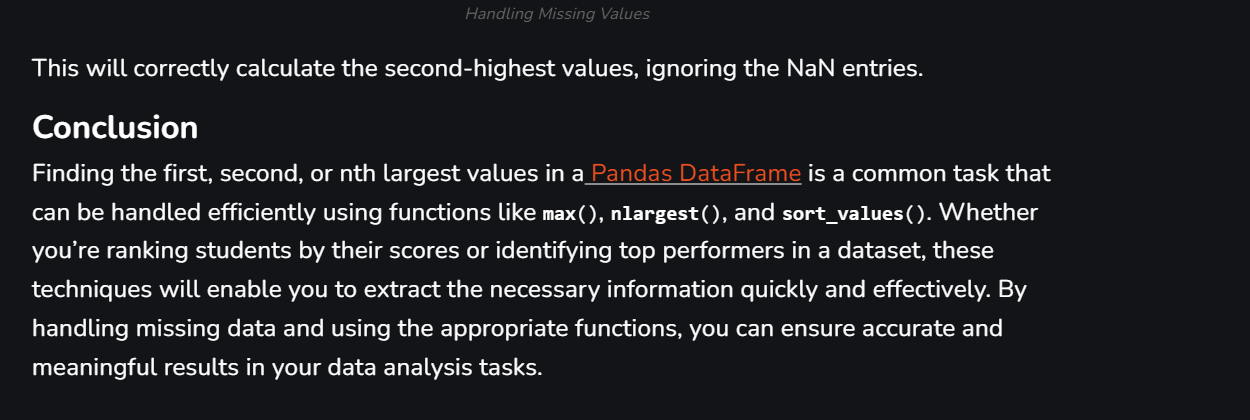 Handling Missing Values
This will correctly calculate the second-highest values, ignoring the NaN entries.
Conclusion
Finding the first, second, or nth largest values in a Pandas DataFrame is a common task that
can be handled efficiently using functions like max(), nlargest(), and sort_values(). Whether
you’re ranking students by their scores or identifying top performers in a dataset, these
techniques will enable you to extract the necessary information quickly and effectively. By
handling missing data and using the appropriate functions, you can ensure accurate and
meaningful results in your data analysis tasks.